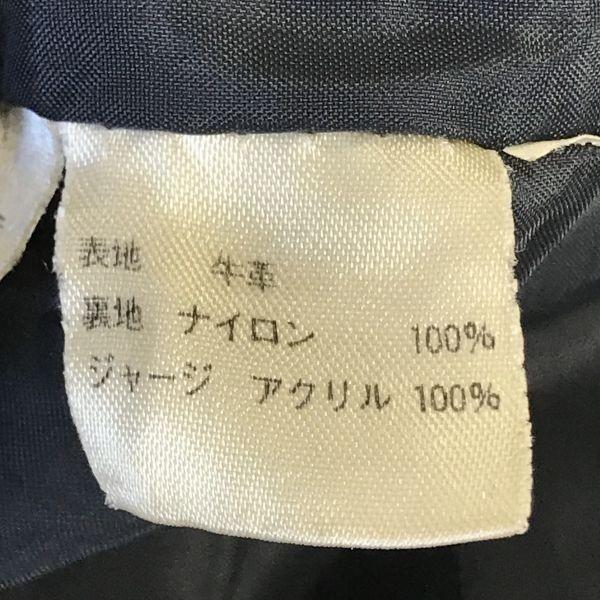 表地 牛革
裏地 ナイロン 100%
ジャージ アクリル 100%